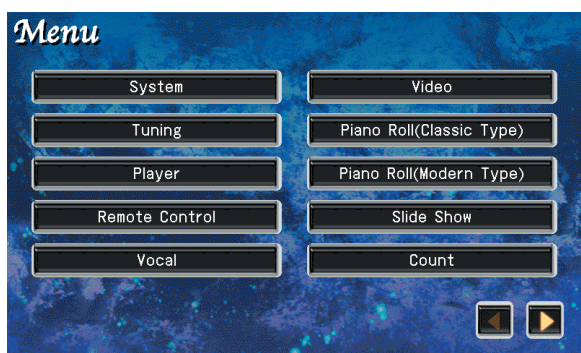 Menu
System
Tuning
Player
Remote Control
Vocal
Video
Piano Roll(Classic Type)
Piano Roll(Modern Type)
Slide Show
Count